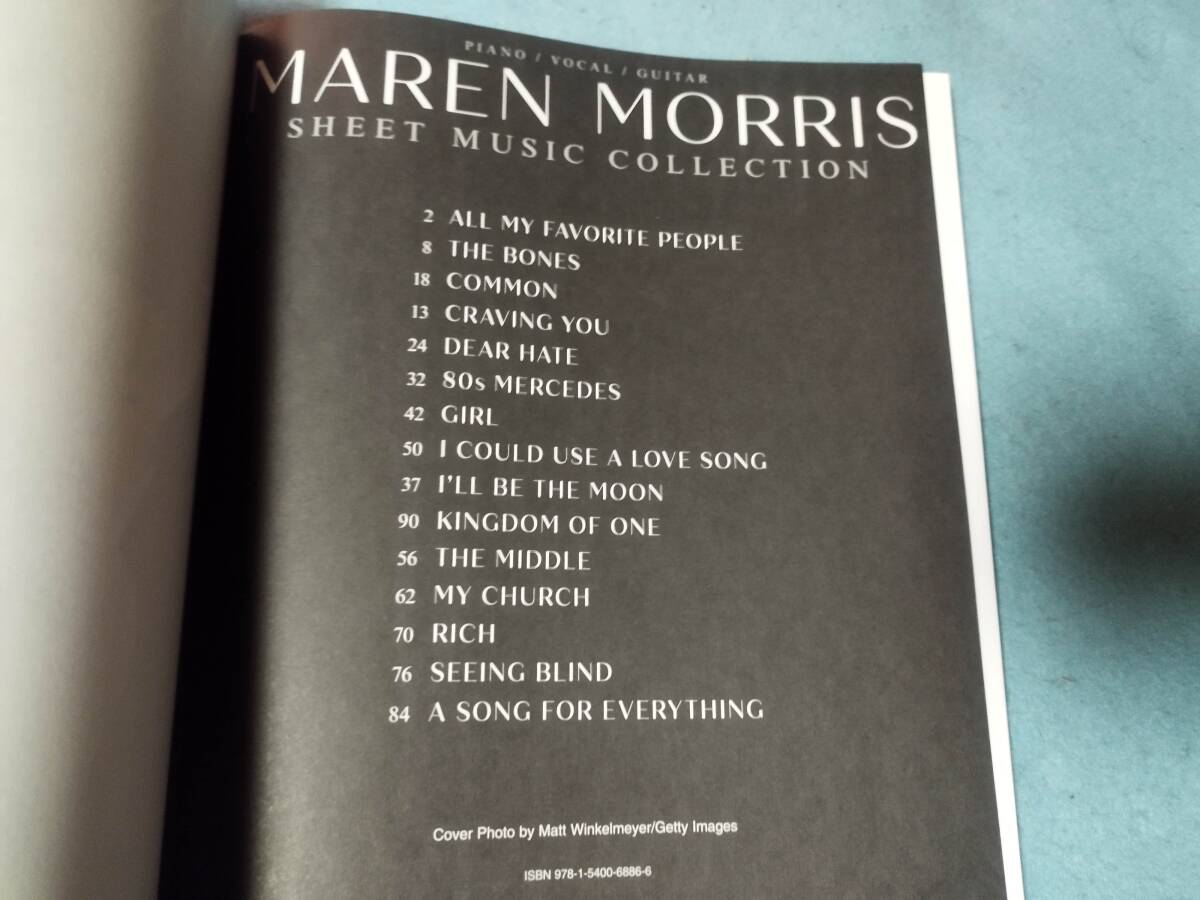 PIANO / VOCAL / GUITAR
MAREN MORRIS
SHEET MUSIC COLLECTION
2 ALL MY FAVORITE PEOPLE
8 THE BONES
18 COMMON
13 CRAVING YOU
24 DEAR HATE
32 80s MERCEDES
42 GIRL
50 I COULD USE A LOVE SONG
37 I'LL BE THE MOON
90 KINGDOM OF ONE
56 THE MIDDLE
62 MY CHURCH
70 RICH
76 SEEING BLIND
84 A SONG FOR EVERYTHING
Cover Photo by Matt Winkelmeyer/Getty Images
ISBN 978-1-5400-6886-6